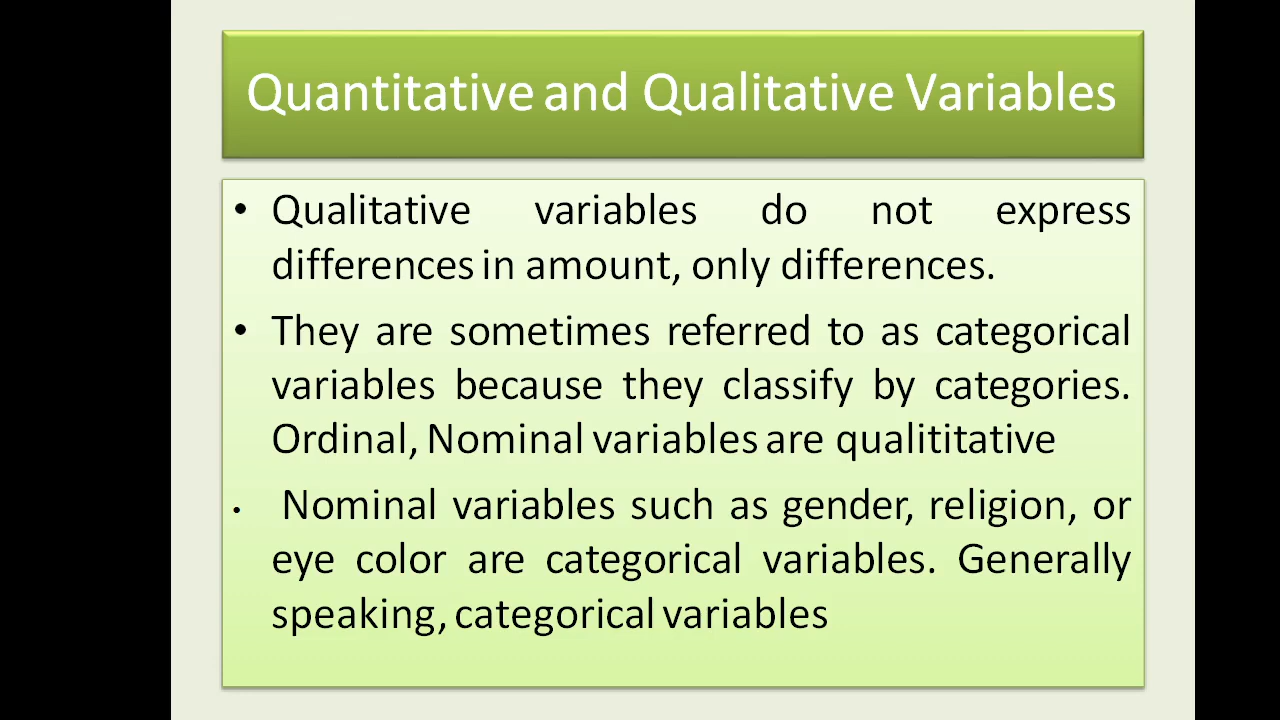 Quantitative and Qualitative Variables
• Qualitative variables do not express
differences in amount, only differences.
• They are sometimes referred to as categorical
variables because they classify by categories.
Ordinal, Nominal variables are qualititative
• Nominal variables such as gender, religion, or
eye color are categorical variables. Generally
speaking, categorical variables